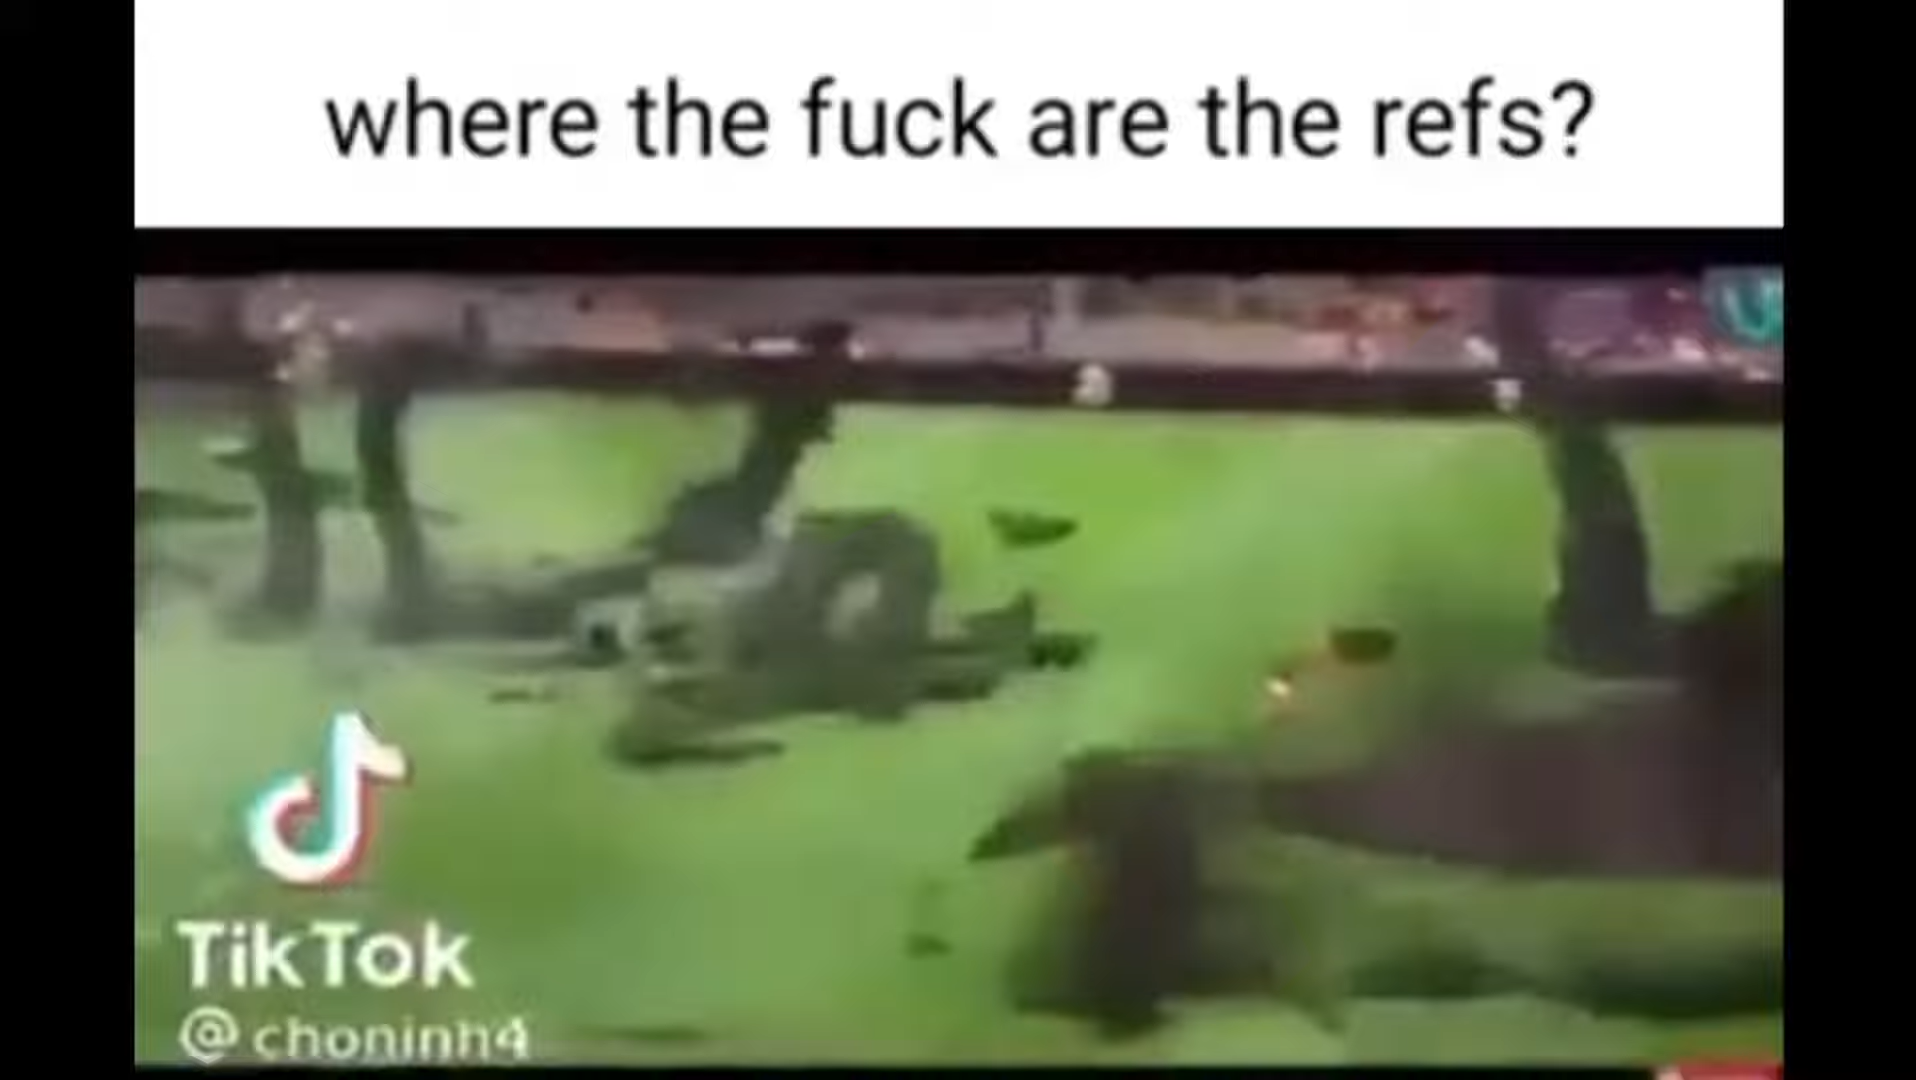 where the fuck are the refs?
TikTok
@choninh4